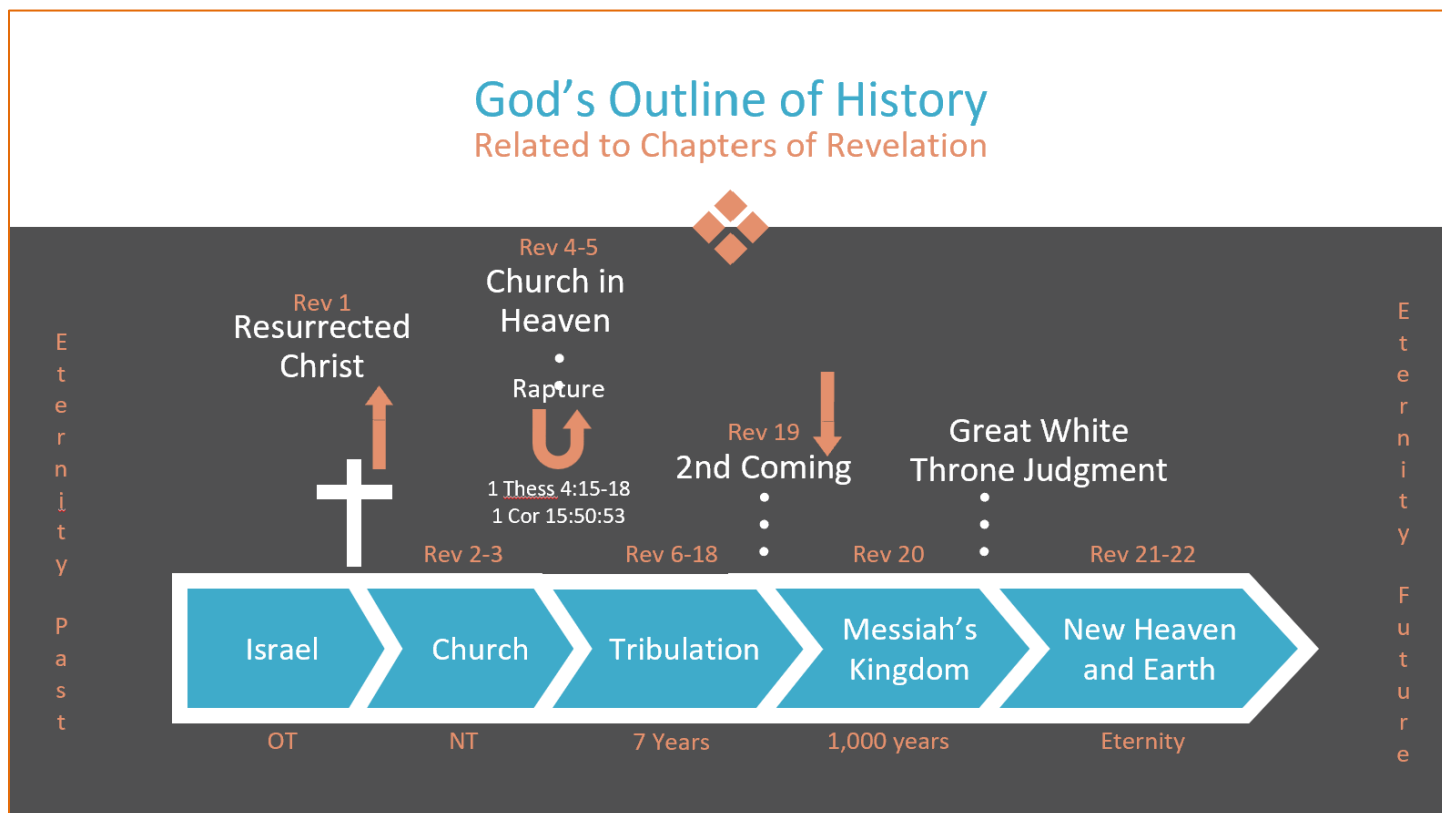 God's Outline of History
Related to Chapters of Revelation
Rev 4-5
Church in
Heaven
Rev 1
Resurrected
Christ
Rapture
1 Thess 4:15-18
1 Cor 15:50:53
Rev 19
2nd Coming
Great White
Throne Judgment
Eternity Past
Eternity Future
Rev 2-3
Rev 6-18
Rev 20
Rev 21-22
Israel
Church
Tribulation
Messiah's
Kingdom
New Heaven
and Earth
OT
NT
7 Years
1,000 years
Eternity